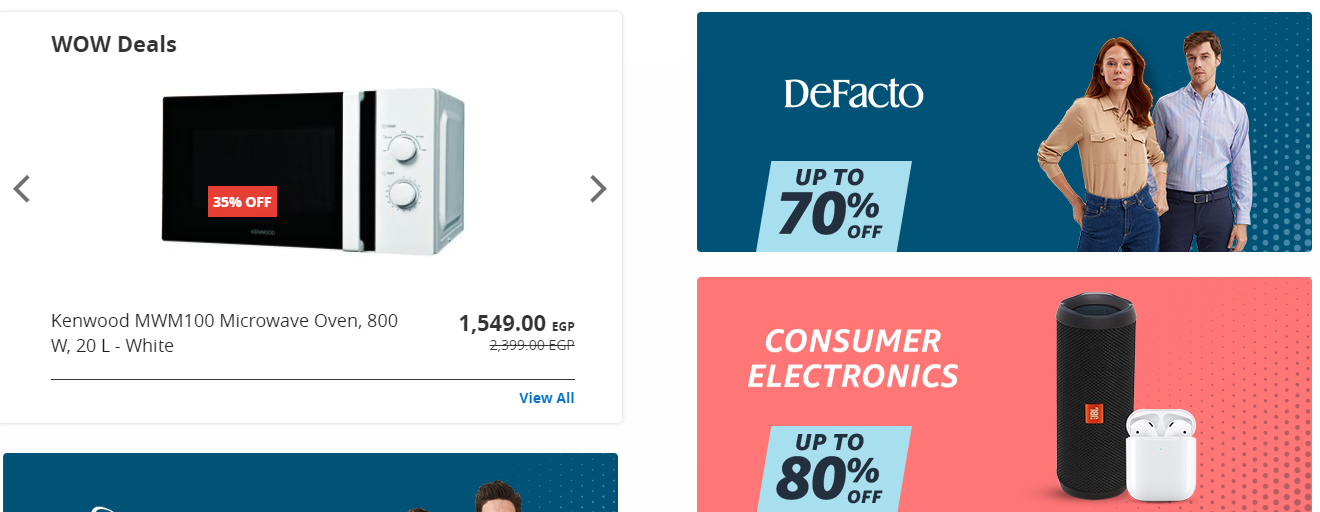 WOW Deals
35% OFF
KENWOOD
Kenwood MWM100 Microwave Oven, 800
W, 20 L - White
1,549.00 EGP
2,399.00 EGP
View All
DeFacto
UP TO
70%
OFF
CONSUMER
ELECTRONICS
JBL
UP TO
80%
OFF